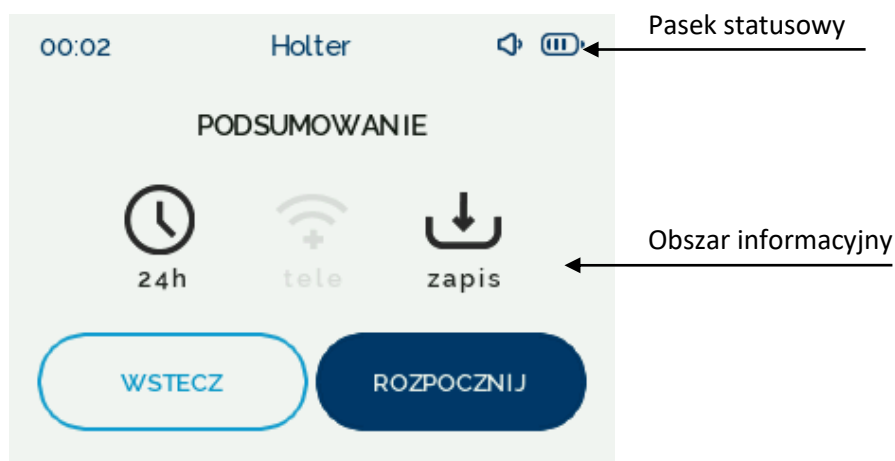 Pasek statusowy
00:02 Holter
PODSUMOWANIE
Obszar informacyjny
24h tele zapis
WSTECZ ROZPOCZNIJ